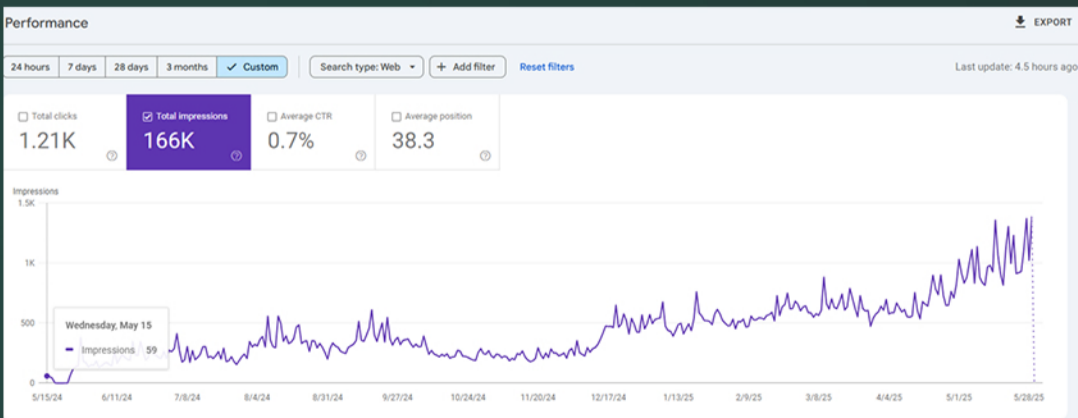 Performance
EXPORT
24 hours 7 days 28 days 3 months Custom Search type: Web Add filter Reset filters Last update: 4.5 hours ago
Total clicks Total impressions Average CTR Average position
1.21K 166K 0.7% 38.3
Impressions
1.5K
1K
500
0
Wednesday, May 15
Impressions 59
5/15/24 6/11/24 7/8/24 8/4/24 8/31/24 9/27/24 10/24/24 11/20/24 12/17/24 1/13/25 2/9/25 3/8/25 4/4/25 5/1/25 5/28/25